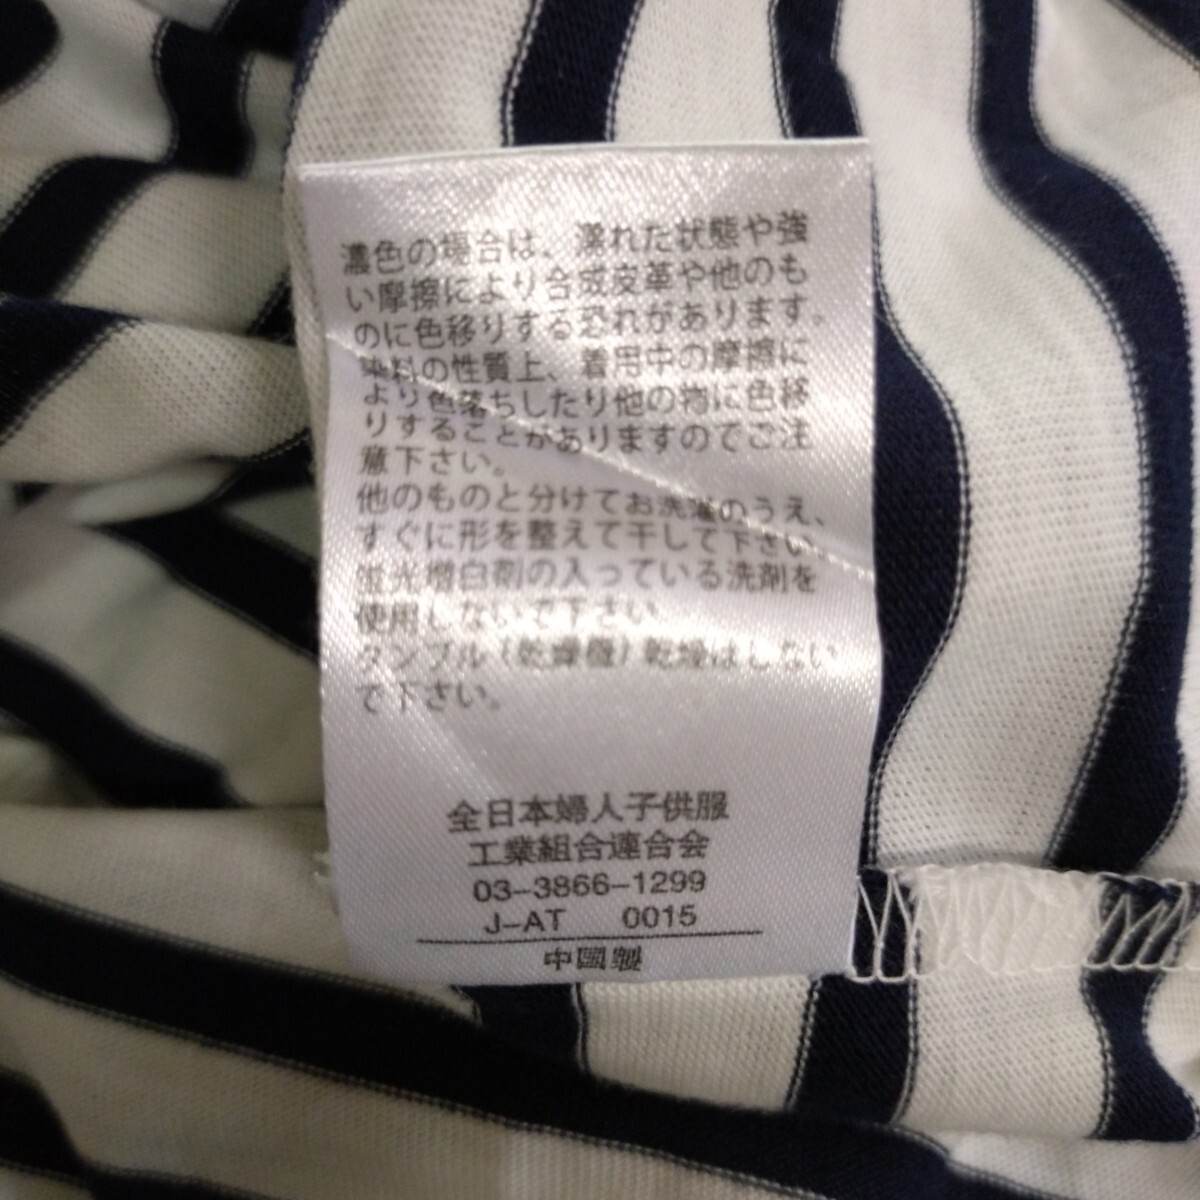 濃色の場合は、濡れた状態や強
い摩擦により合成皮革や他のも
のに色移りする恐れがあります。
染料の性質上、着用中の摩擦に
より色落ちしたり他の物に色移
りすることがありますのでご注
意下さい。
他のものと分けてお洗濯のうえ、
すぐに形を整えて干して下さい。
蛍光増白剤の入っている洗剤を
使用しないで下さい。
タンブル(乾燥機)乾燥はしない
で下さい。
全日本婦人子供服
工業組合連合会
03-3866-1299
J-AT 0015
中国製